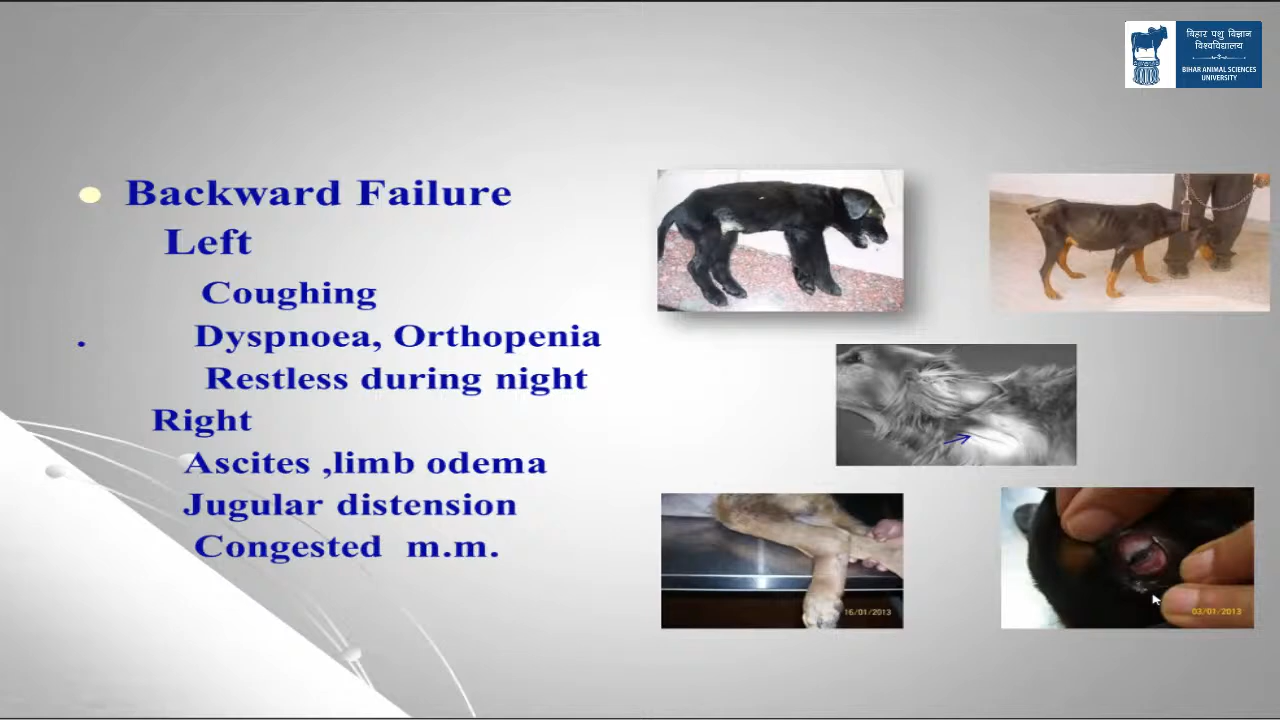 बिहार पशु विज्ञान
विश्वविद्यालय
BIHAR ANIMAL SCIENCES
UNIVERSITY
Backward Failure
Left
Coughing
. Dyspnoea, Orthopenia
Restless during night
Right
Ascites ,limb odema
Jugular distension
Congested m.m.
16/01/2013
03/01/2013